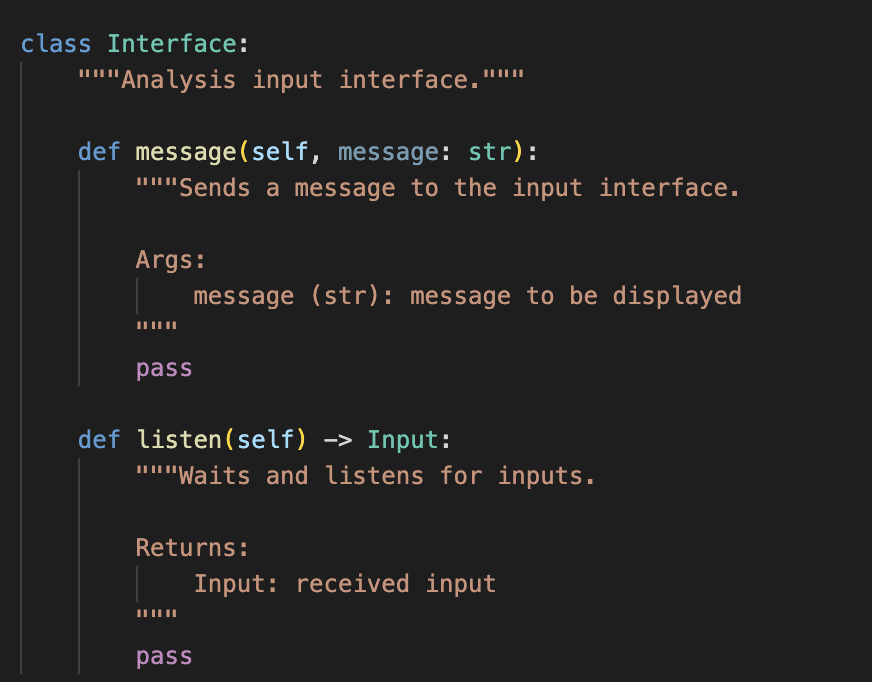 class Interface:
    """Analysis input interface."""

    def message(self, message: str):
        """Sends a message to the input interface.

        Args:
            message (str): message to be displayed
        """
        pass

    def listen(self) -> Input:
        """Waits and listens for inputs.

        Returns:
            Input: received input
        """
        pass